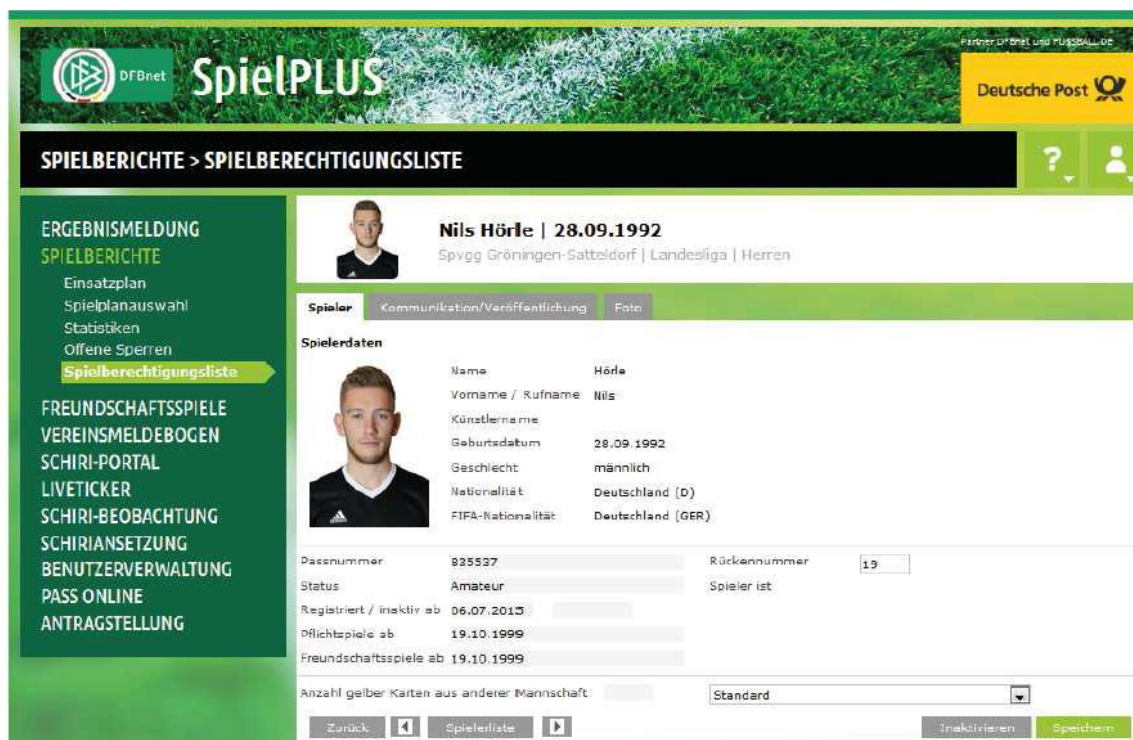 Partner DFBnet und FUSSBALL.DE
DFBnet
SpielPLUS
Deutsche Post
SPIELBERICHTE > SPIELBERECHTIGUNGSLISTE
?
ERGEBNISMELDUNG
SPIELBERICHTE
Einsatzplan
Spielplanauswahl
Statistiken
Offene Sperren
Spielberechtigungsliste
FREUNDSCHAFTSSPIELE
VEREINSMELDEBOGEN
SCHIRI-PORTAL
LIVETICKER
SCHIRI-BEOBACHTUNG
SCHIRIANSETZUNG
BENUTZERVERWALTUNG
PASS ONLINE
ANTRAGSTELLUNG
Nils Hörle | 28.09.1992
Spvgg Gröningen-Satteldorf | Landesliga | Herren
Spieler Kommunikation/Veröffentlichung Foto
Spielerdaten
Name Hörle
Vorname / Rufname Nils
Künstlername
Geburtsdatum 28.09.1992
Geschlecht männlich
Nationalität Deutschland (D)
FIFA-Nationalität Deutschland (GER)
Passnummer 835537 Rückennummer 19
Status Amateur Spieler ist
Registriert / inaktiv ab 06.07.2015
Pflichtspiele ab 19.10.1999
Freundschaftsspiele ab 19.10.1999
Anzahl gelber Karten aus anderer Mannschaft Standard
Zurück Spielerliste Inaktivieren Speichern